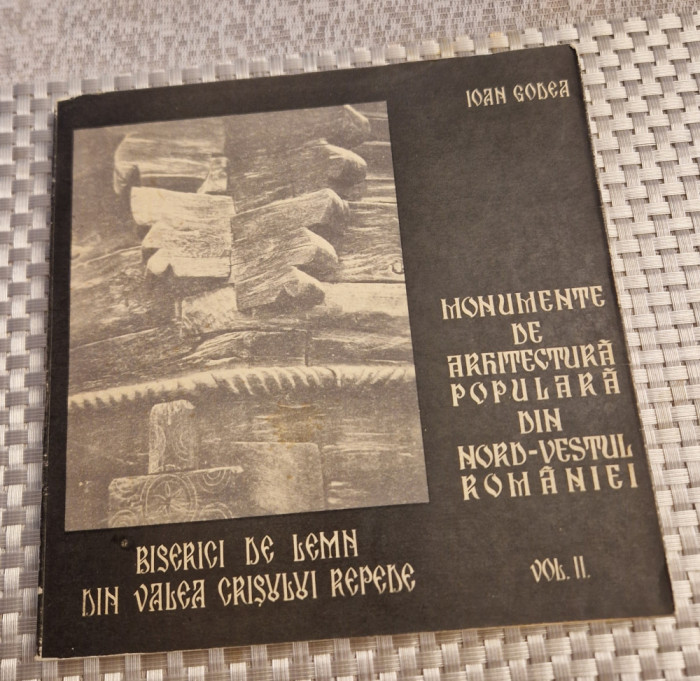 IOAN GODEA
MONUMENTE
DE
ARHITECTURĂ
POPULARĂ
DIN
NORD-VESTUL
ROMÂNIEI
VOL. II.
BISERICI DE LEMN
DIN VALEA CRIȘULUI REPEDE